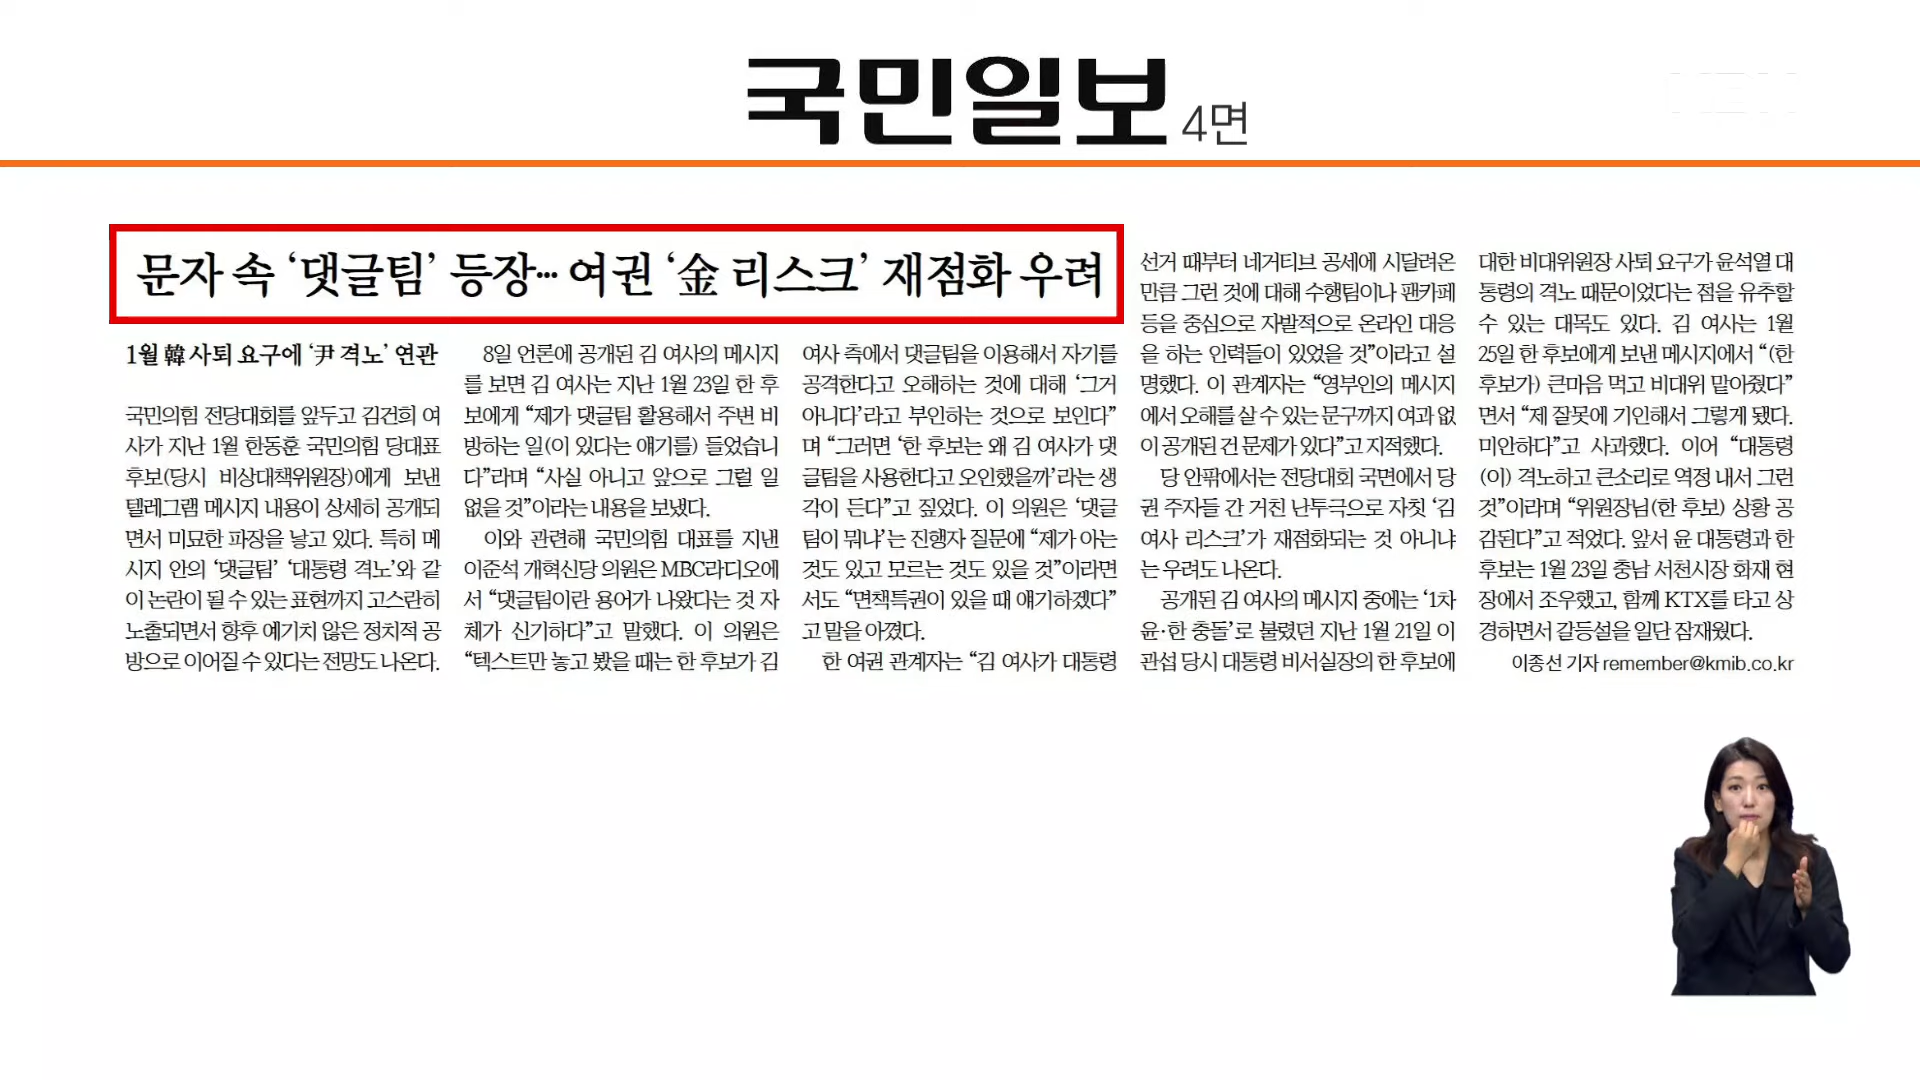 국민일보 4면
문자 속 ‘댓글팀’ 등장… 여권 ‘金 리스크’ 재점화 우려
1월 韓 사퇴 요구에 ‘尹 격노’ 연관
국민의힘 전당대회를 앞두고 김건희 여
사가 지난 1월 한동훈 국민의힘 당대표
후보(당시 비상대책위원장)에게 보낸
텔레그램 메시지 내용이 상세히 공개되
면서 미묘한 파장을 낳고 있다. 특히 메
시지 안의 ‘댓글팀’ ‘대통령 격노’와 같
이 논란이 될 수 있는 표현까지 고스란히
노출되면서 향후 예기치 않은 정치적 공
방으로 이어질 수 있다는 전망도 나온다.
8일 언론에 공개된 김 여사의 메시지
를 보면 김 여사는 지난 1월 23일 한 후
보에게 “제가 댓글팀 활용해서 주변 비
방하는 일(이 있다는 얘기를) 들었습니
다”라며 “사실 아니고 앞으로 그럴 일
없을 것”이라는 내용을 보냈다.
이와 관련해 국민의힘 대표를 지낸
이준석 개혁신당 의원은 MBC라디오에
서 “댓글팀이란 용어가 나왔다는 것 자
체가 신기하다”고 말했다. 이 의원은
“텍스트만 놓고 봤을 때는 한 후보가 김
여사 측에서 댓글팀을 이용해서 자기를
공격한다고 오해하는 것에 대해 ‘그거
아니다’라고 부인하는 것으로 보인다”
며 “그러면 ‘한 후보는 왜 김 여사가 댓
글팀을 사용한다고 오인했을까’라는 생
각이 든다”고 짚었다. 이 의원은 ‘댓글
팀이 뭐냐’는 진행자 질문에 “제가 아는
것도 있고 모르는 것도 있을 것”이라면
서도 “면책특권이 있을 때 얘기하겠다”
고 말을 아꼈다.
한 여권 관계자는 “김 여사가 대통령
선거 때부터 네거티브 공세에 시달려온
만큼 그런 것에 대해 수행팀이나 팬카페
등을 중심으로 자발적으로 온라인 대응
을 하는 인력들이 있었을 것”이라고 설
명했다. 이 관계자는 “영부인의 메시지
에서 오해를 살 수 있는 문구까지 여과 없
이 공개된 건 문제가 있다”고 지적했다.
당 안팎에서는 전당대회 국면에서 당
권 주자들 간 거친 난투극으로 자칫 ‘김
여사 리스크’가 재점화되는 것 아니냐
는 우려도 나온다.
공개된 김 여사의 메시지 중에는 ‘1차
윤·한 충돌’로 불렸던 지난 1월 21일 이
관섭 당시 대통령 비서실장의 한 후보에
대한 비대위원장 사퇴 요구가 윤석열 대
통령의 격노 때문이었다는 점을 유추할
수 있는 대목도 있다. 김 여사는 1월
25일 한 후보에게 보낸 메시지에서 “(한
후보가) 큰마음 먹고 비대위 맡아줬다”
면서 “제 잘못에 기인해서 그렇게 됐다.
미안하다”고 사과했다. 이어 “대통령
(이) 격노하고 큰소리로 역정 내서 그런
것”이라며 “위원장님(한 후보) 상황 공
감된다”고 적었다. 앞서 윤 대통령과 한
후보는 1월 23일 충남 서천시장 화재 현
장에서 조우했고, 함께 KTX를 타고 상
경하면서 갈등설을 일단 잠재웠다.
이종선 기자 remember@kmib.co.kr